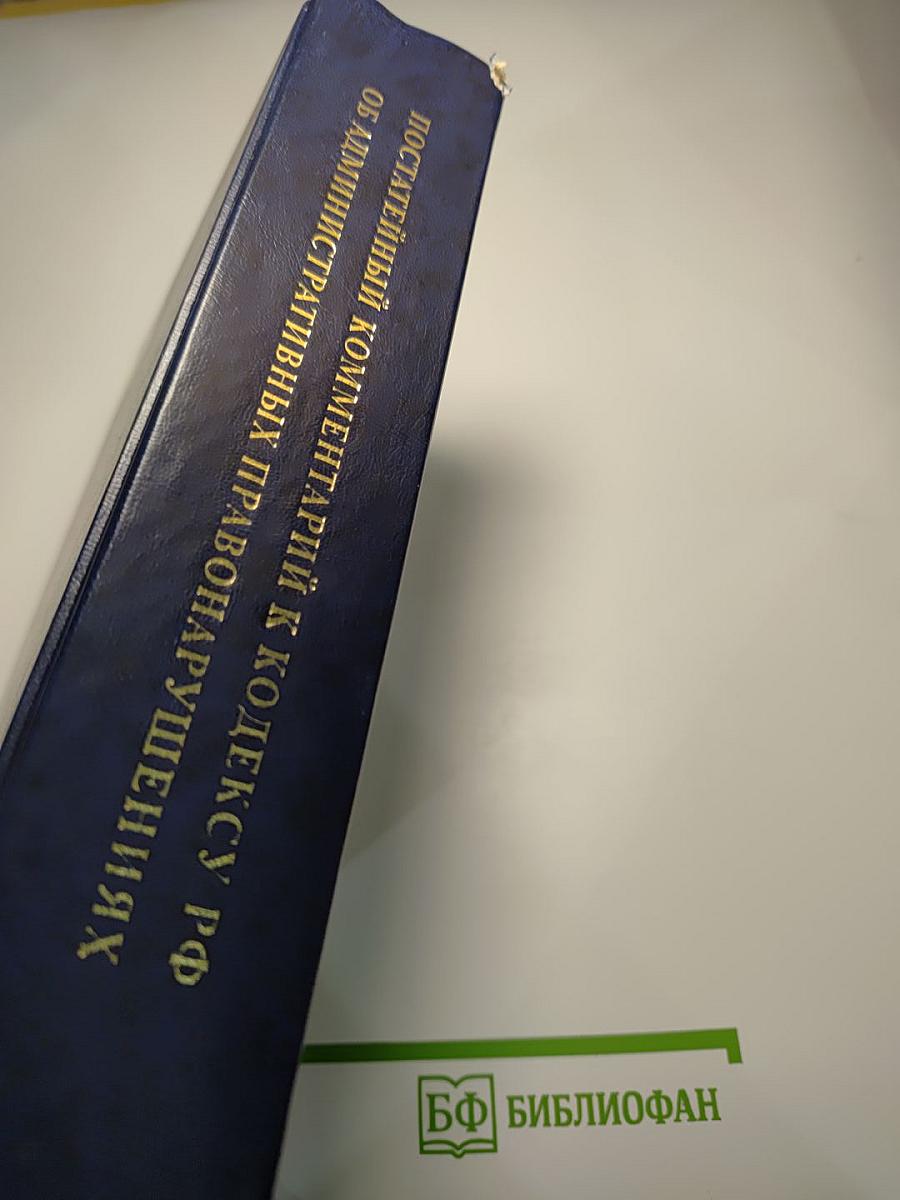 ПОСТАТЕЙНЫЙ КОММЕНТАРИЙ К КОДЕКСУ РФ
ОБ АДМИНИСТРАТИВНЫХ ПРАВОНАРУШЕНИЯХ
БФ БИБЛИОФАН